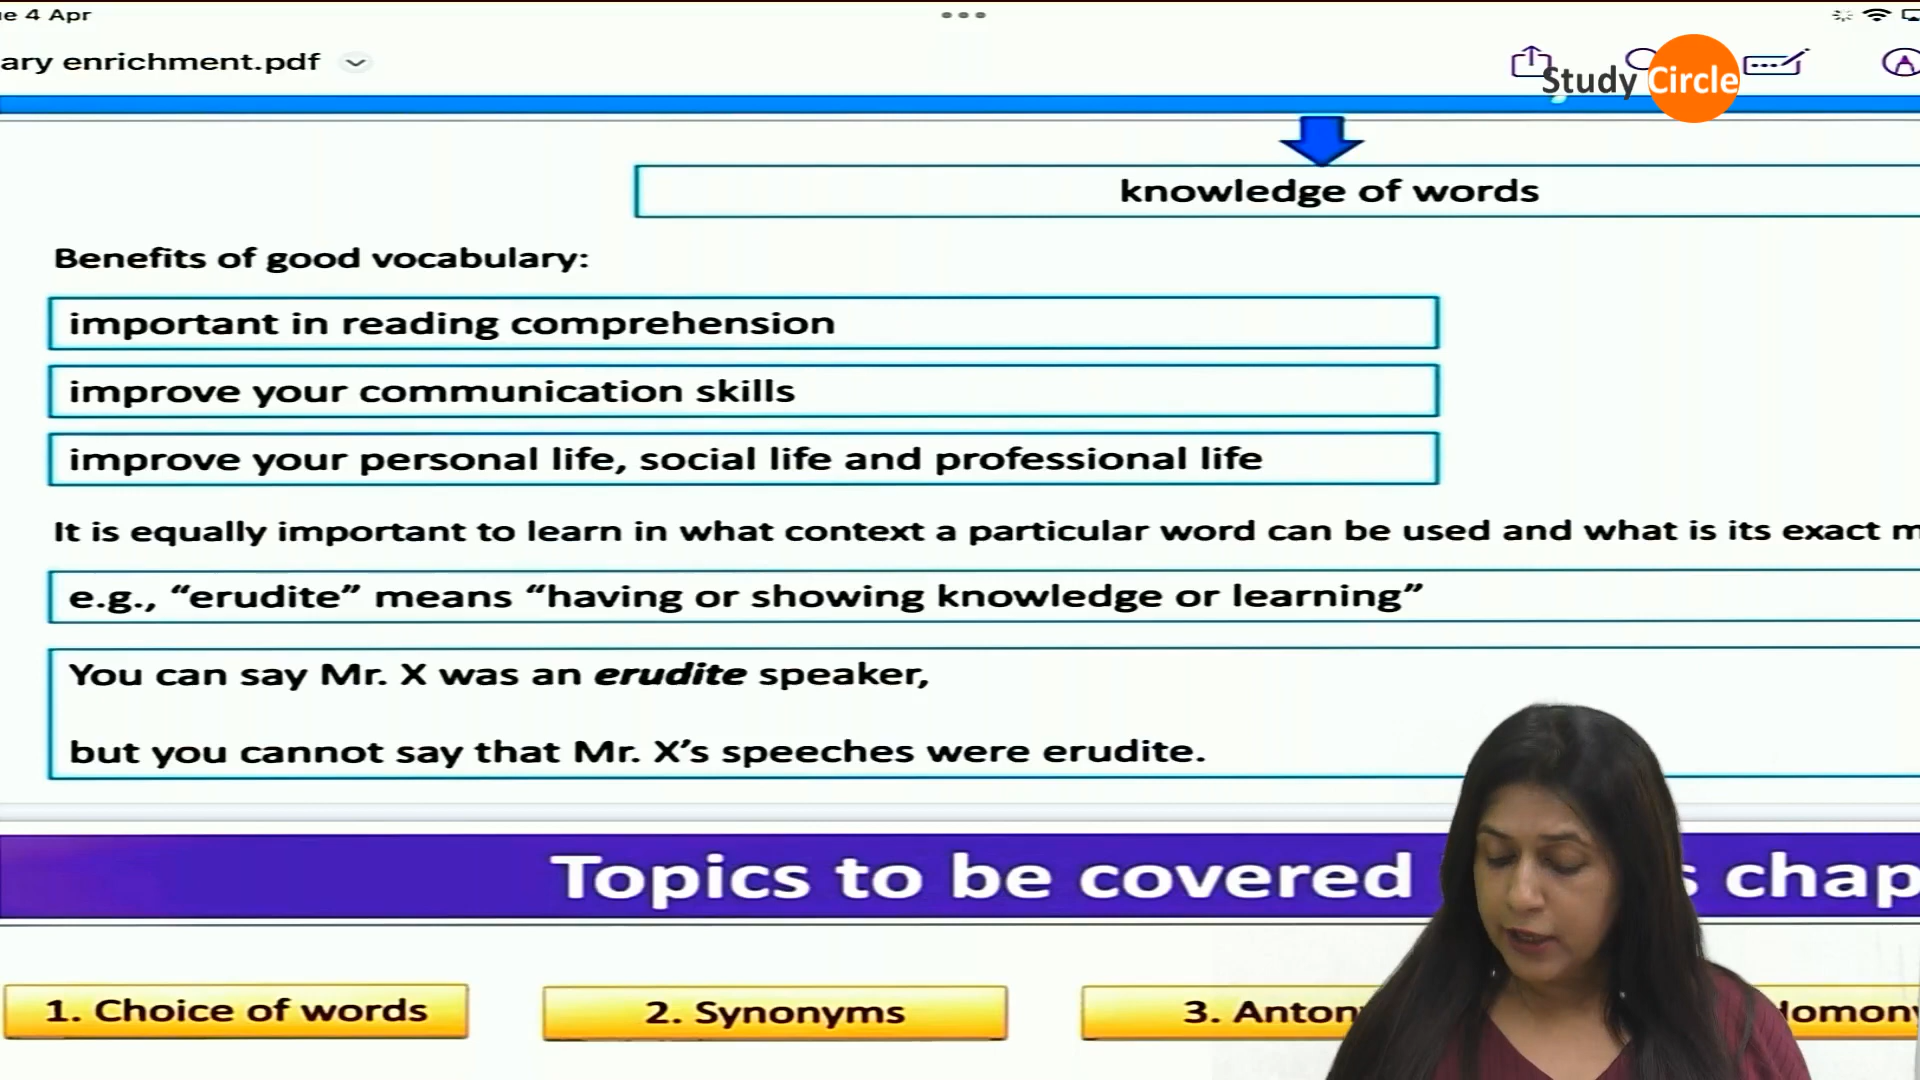 4 Apr
enrichment.pdf
Study Circle
knowledge of words
Benefits of good vocabulary:
important in reading comprehension
improve your communication skills
improve your personal life, social life and professional life
It is equally important to learn in what context a particular word can be used and what is its exact
e.g., “erudite” means “having or showing knowledge or learning”
You can say Mr. X was an erudite speaker,
but you cannot say that Mr. X’s speeches were erudite.
Topics to be covered
1. Choice of words
2. Synonyms
3.